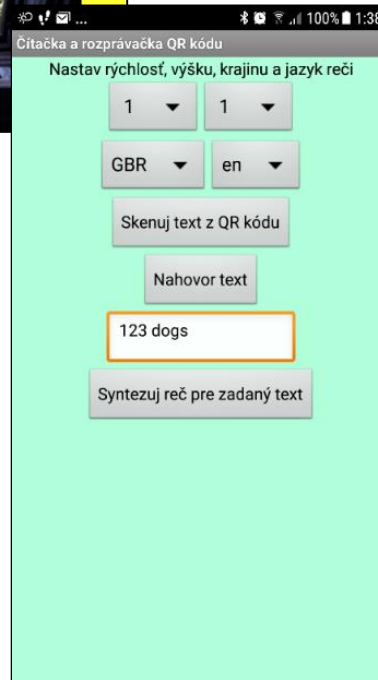 ... 100% 1:38
Čítačka a rozprávačka QR kódu
Nastav rýchlosť, výšku, krajinu a jazyk reči
1 1
GBR en
Skenuj text z QR kódu
Nahovor text
123 dogs
Syntezuj reč pre zadaný text